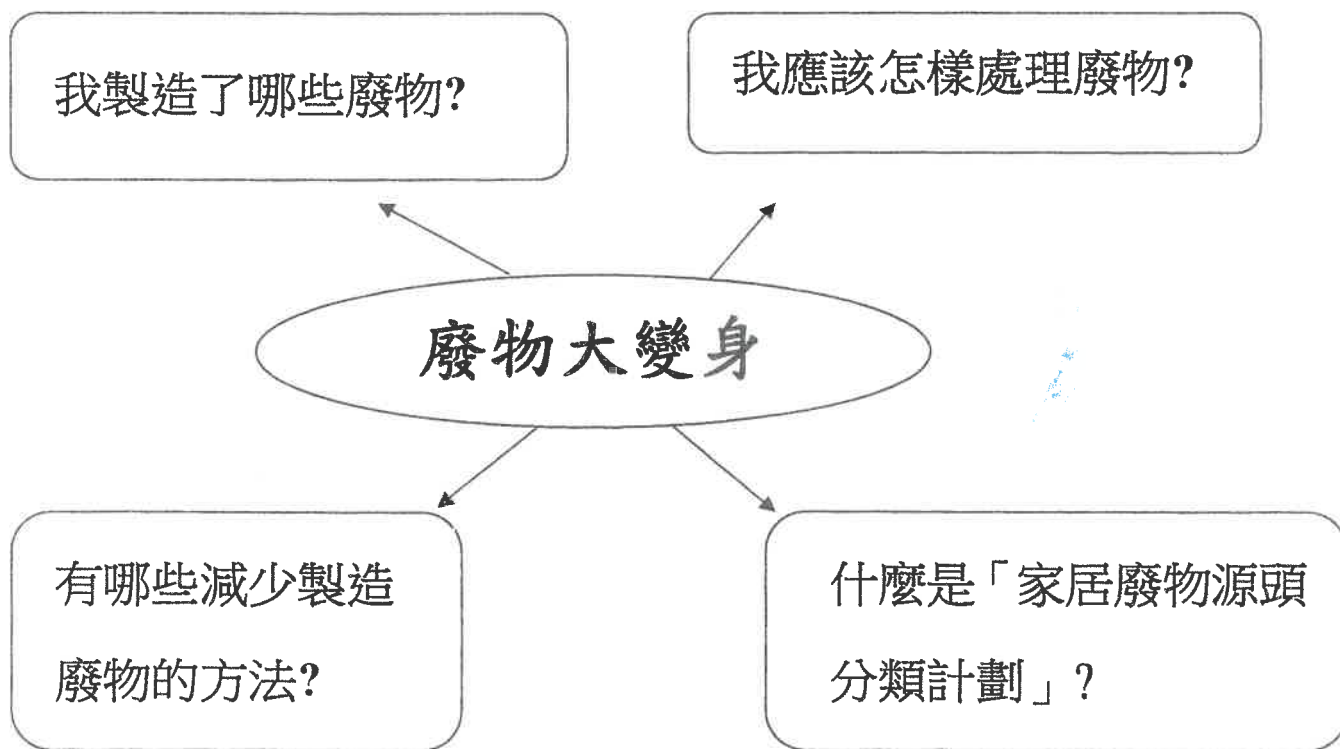 我製造了哪些廢物?
我應該怎樣處理廢物?
廢物大變身
有哪些減少製造
廢物的方法?
什麼是「家居廢物源頭
分類計劃」?